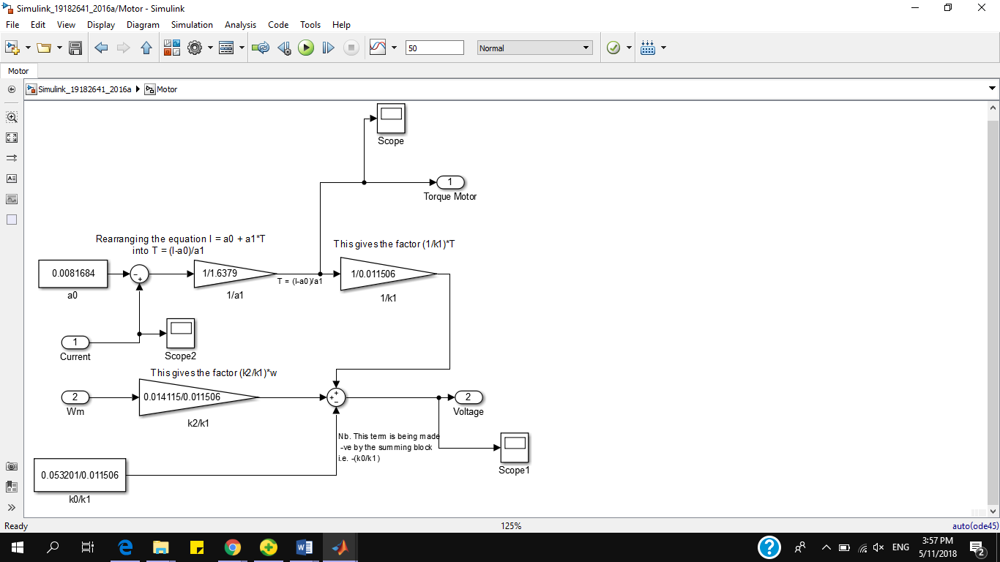 Simulink_19182641_2016a/Motor - Simulink
File Edit View Display Diagram Simulation Analysis Code Tools Help
50
Normal
Motor
Simulink_19182641_2016a
Motor
Scope
1
Torque Motor
Rearranging the equation I = a0 + a1*T
into T = (I-a0)/a1
This gives the factor (1/k1)*T
0.0081684
a0
1/1.6379
1/a1
T = (I-a0)/a1
1/0.011506
1/k1
1
Current
Scope2
This gives the factor (k2/k1)*w
2
Wm
0.014115/0.011506
k2/k1
2
Voltage
Nb. This term is being made
-ve by the summing block
i.e. -(k0/k1)
Scope1
0.053201/0.011506
k0/k1
Ready
125%
auto(ode45)
ENG
3:57 PM
5/11/2018
2